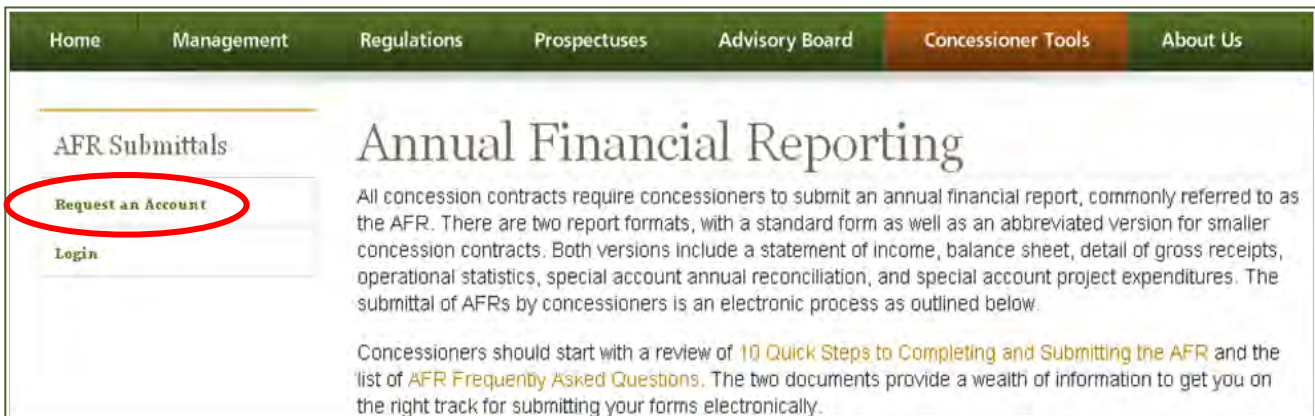 Home Management Regulations Prospectuses Advisory Board Concessioner Tools About Us
AFR Submittals
Request an Account
Login
Annual Financial Reporting
All concession contracts require concessioners to submit an annual financial report, commonly referred to as
the AFR. There are two report formats, with a standard form as well as an abbreviated version for smaller
concession contracts. Both versions include a statement of income, balance sheet, detail of gross receipts,
operational statistics, special account annual reconciliation, and special account project expenditures. The
submittal of AFRs by concessioners is an electronic process as outlined below.
Concessioners should start with a review of 10 Quick Steps to Completing and Submitting the AFR and the
list of AFR Frequently Asked Questions. The two documents provide a wealth of information to get you on
the right track for submitting your forms electronically.